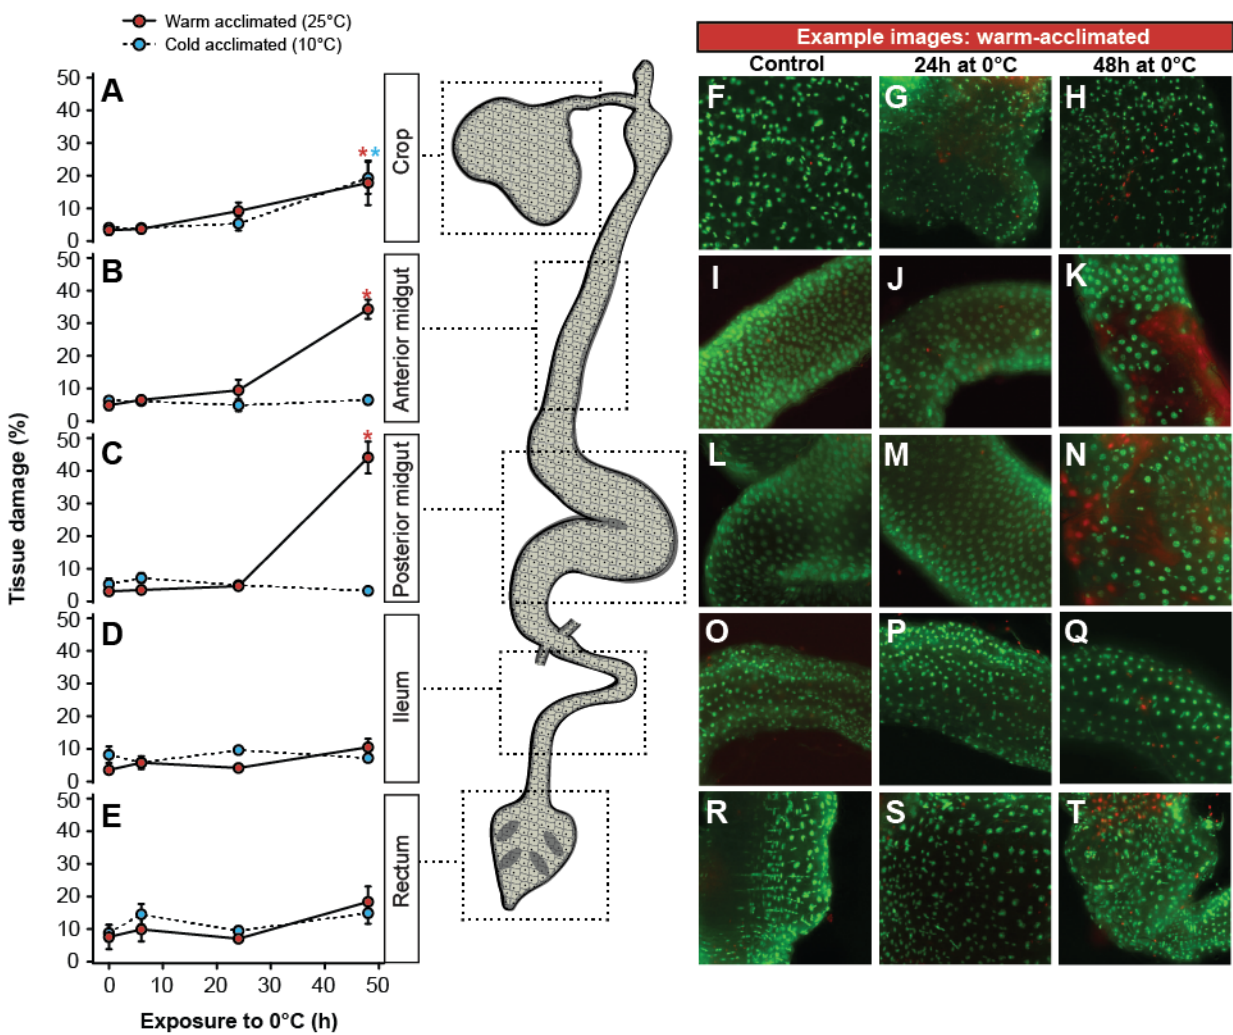 Warm acclimated (25°C)
Cold acclimated (10°C)
Example images: warm-acclimated
Control 24h at 0°C 48h at 0°C
Tissue damage (%)
A
50
40
30
20
10
0
* *
Crop
B
50
40
30
20
10
0
*
Anterior midgut
C
50
40
30
20
10
0
*
Posterior midgut
D
50
40
30
20
10
0
Ileum
E
50
40
30
20
10
0
Rectum
0 10 20 30 40 50
Exposure to 0°C (h)
F G H
I J K
L M N
O P Q
R S T